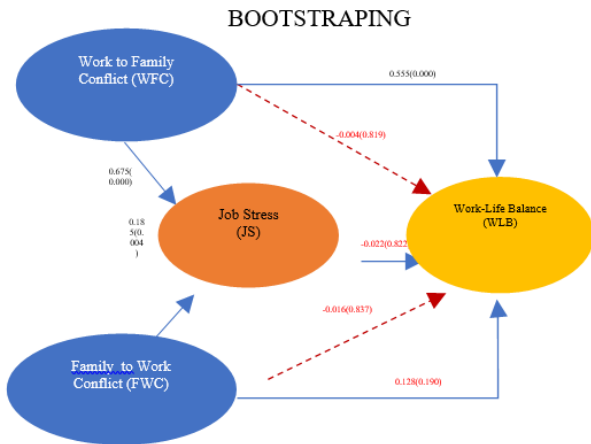 BOOTSTRAPING
Work to Family
Conflict (WFC)
0.555(0.000)
-0.004(0.819)
0.675(
0.000)
0.18
5(0.
004
)
Job Stress
(JS)
Work-Life Balance
(WLB)
-0.022(0.822
-0.016(0.837)
Family to Work
Conflict (FWC)
0.128(0.190)